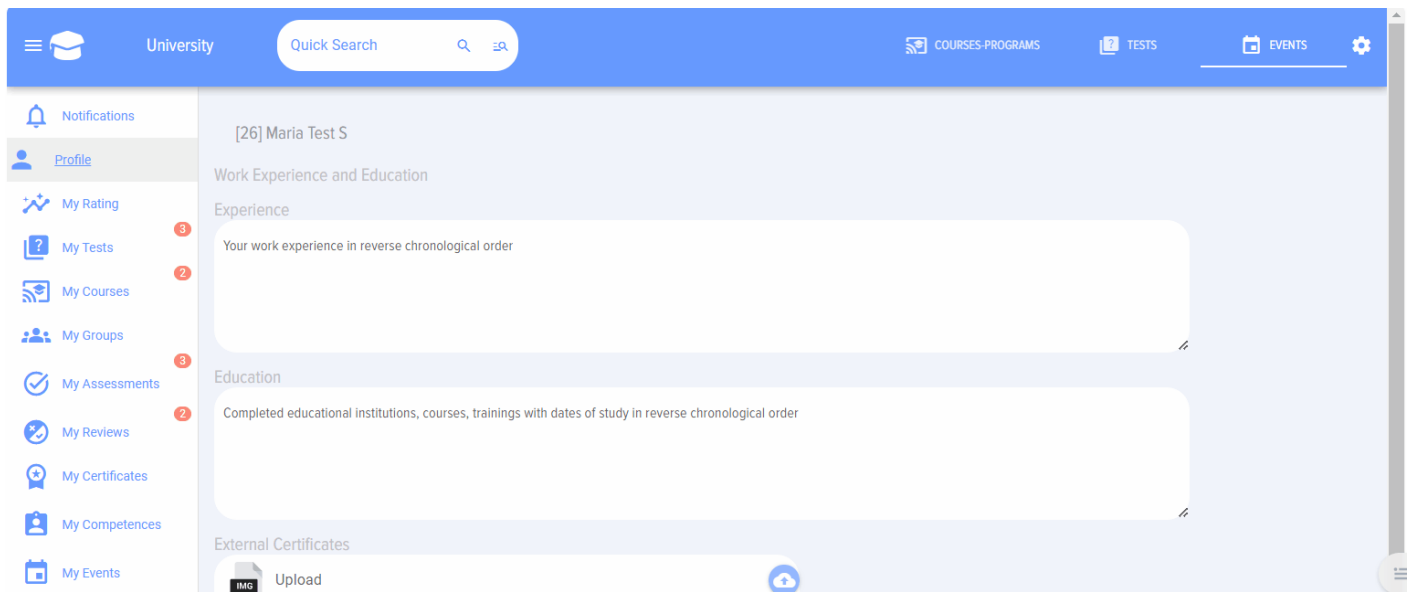 University
Quick Search
COURSES-PROGRAMS
? TESTS
EVENTS
Notifications
[26] Maria Test S
Profile
Work Experience and Education
My Rating
Experience
3
? My Tests
Your work experience in reverse chronological order
2
My Courses
My Groups
3
Education
My Assessments
2
Completed educational institutions, courses, trainings with dates of study in reverse chronological order
My Reviews
My Certificates
My Competences
External Certificates
My Events
IMG Upload